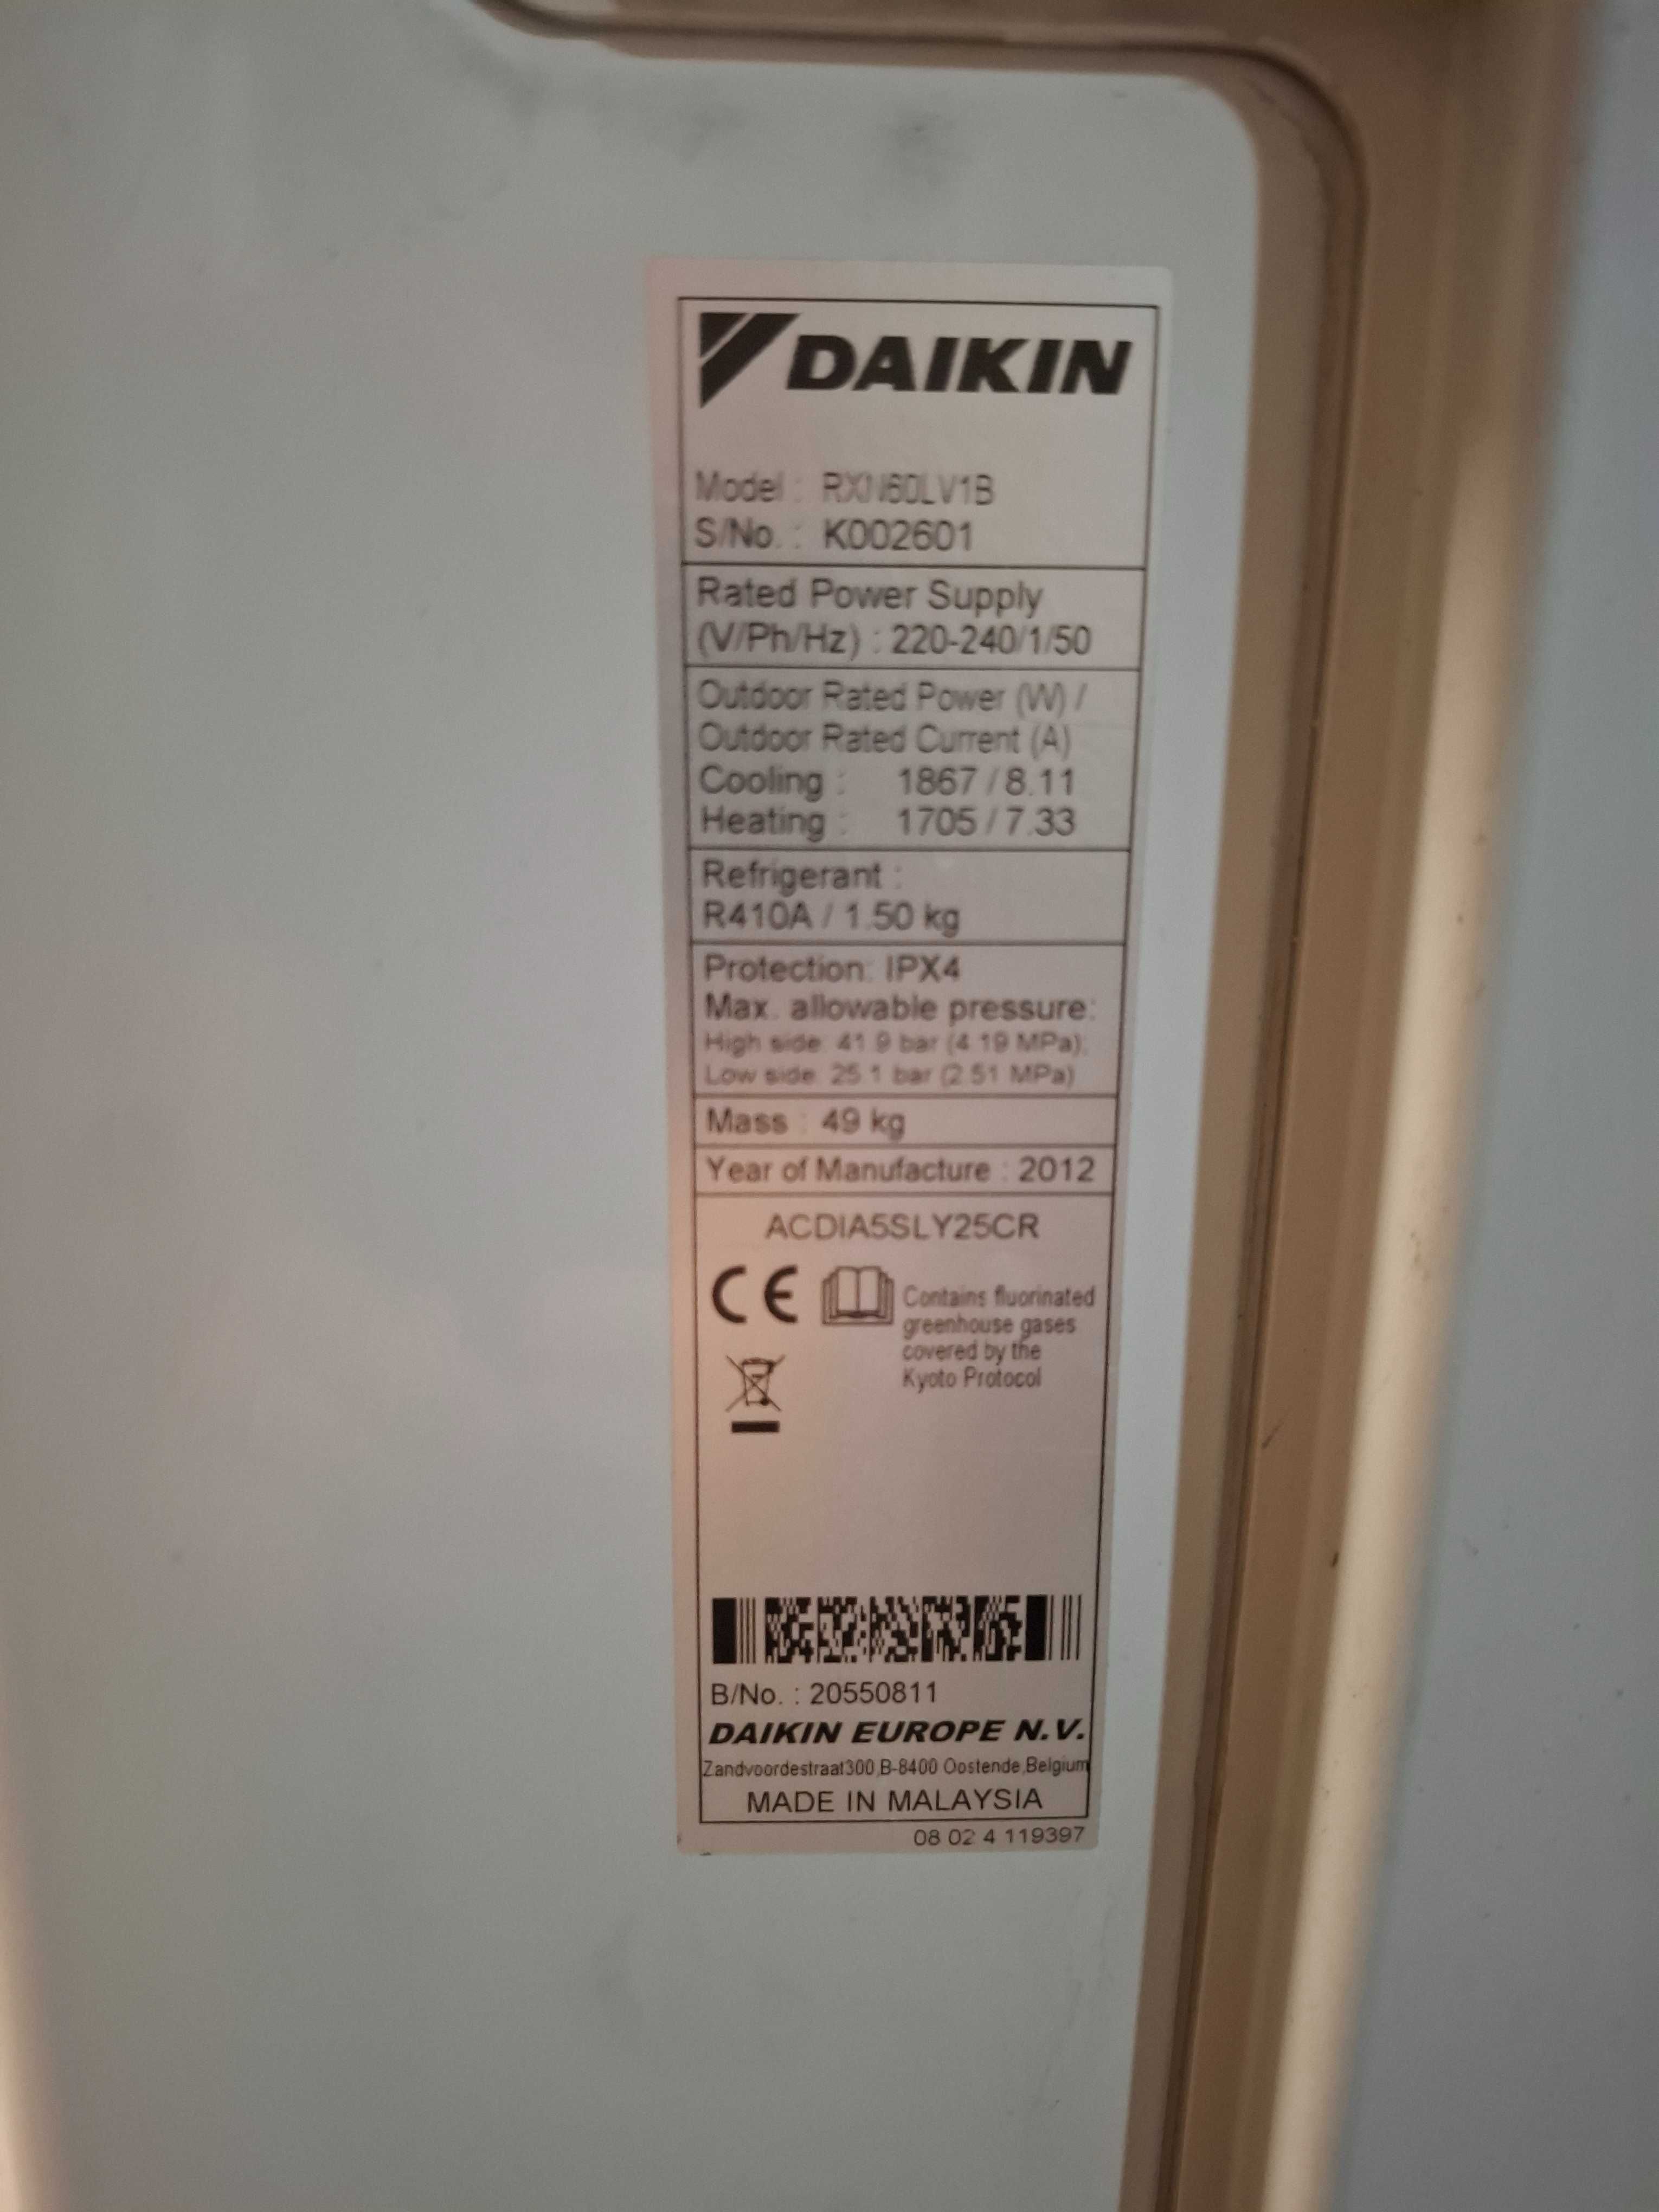 DAIKIN
Model : RXN60LV1B
S/No. : K002601
Rated Power Supply
(V/Ph/Hz) : 220-240/1/50
Outdoor Rated Power (W) /
Outdoor Rated Current (A)
Cooling : 1867 / 8.11
Heating : 1705 / 7.33
Refrigerant :
R410A / 1.50 kg
Protection: IPX4
Max. allowable pressure:
High side: 41.9 bar (4.19 MPa);
Low side: 25.1 bar (2.51 MPa)
Mass : 49 kg
Year of Manufacture : 2012
ACDIA5SLY25CR
CE
Contains fluorinated
greenhouse gases
covered by the
Kyoto Protocol
B/No. : 20550811
DAIKIN EUROPE N.V.
Zandvoordestraat300,B-8400 Oostende,Belgium
MADE IN MALAYSIA
08 02 4 119397